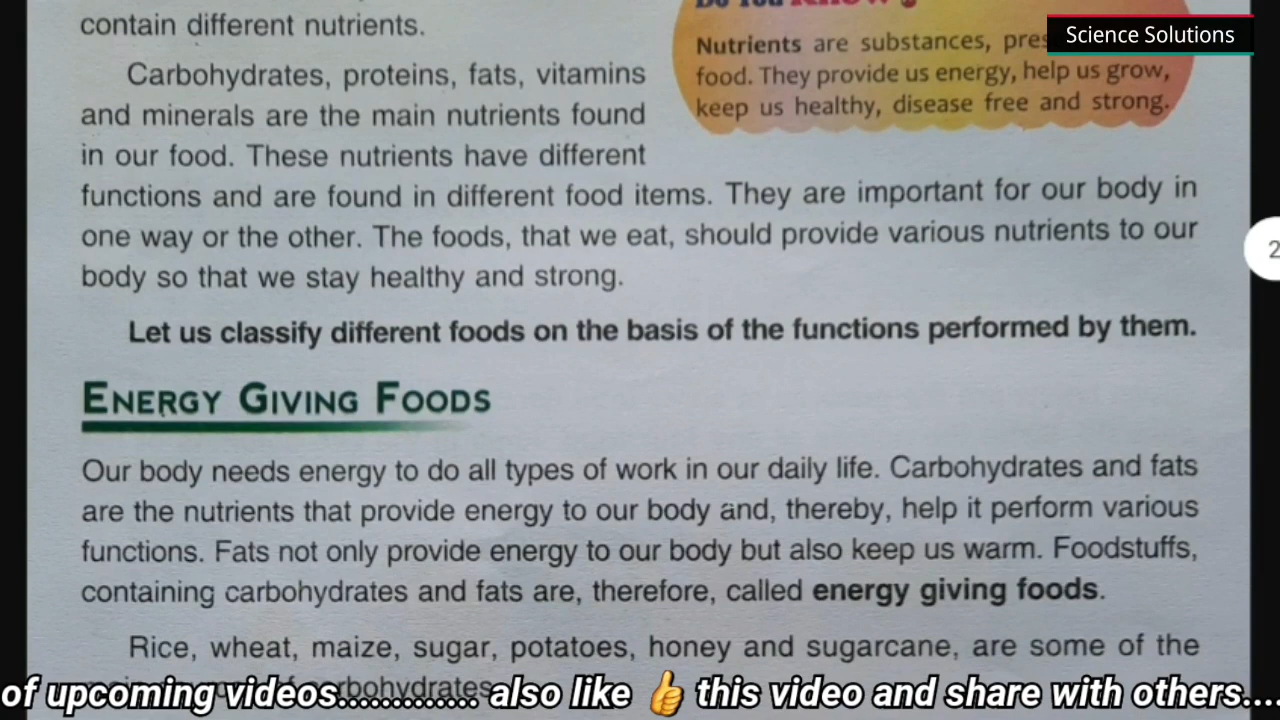 contain different nutrients.
Carbohydrates, proteins, fats, vitamins
and minerals are the main nutrients found
in our food. These nutrients have different
functions and are found in different food items. They are important for our body in
one way or the other. The foods, that we eat, should provide various nutrients to our
body so that we stay healthy and strong.
Do You Know ?
Nutrients are substances,
food. They provide us energy, help us grow,
keep us healthy, disease free and strong.
Science Solutions
2
Let us classify different foods on the basis of the functions performed by them.
ENERGY GIVING FOODS
Our body needs energy to do all types of work in our daily life. Carbohydrates and fats
are the nutrients that provide energy to our body and, thereby, help it perform various
functions. Fats not only provide energy to our body but also keep us warm. Foodstuffs,
containing carbohydrates and fats are, therefore, called energy giving foods.
Rice, wheat, maize, sugar, potatoes, honey and sugarcane, are some of the
carbohydrates.
of upcoming videos............. also like 👍 this video and share with others....